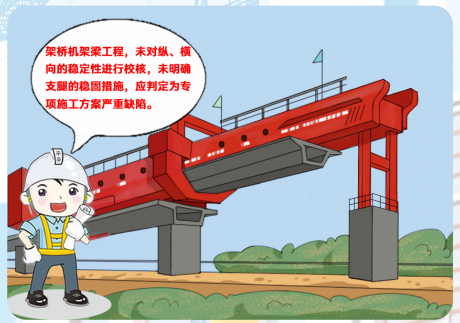 架桥机架梁工程，未对纵、横
向的稳定性进行校核，未明确
支腿的稳固措施，应判定为专
项施工方案严重缺陷。